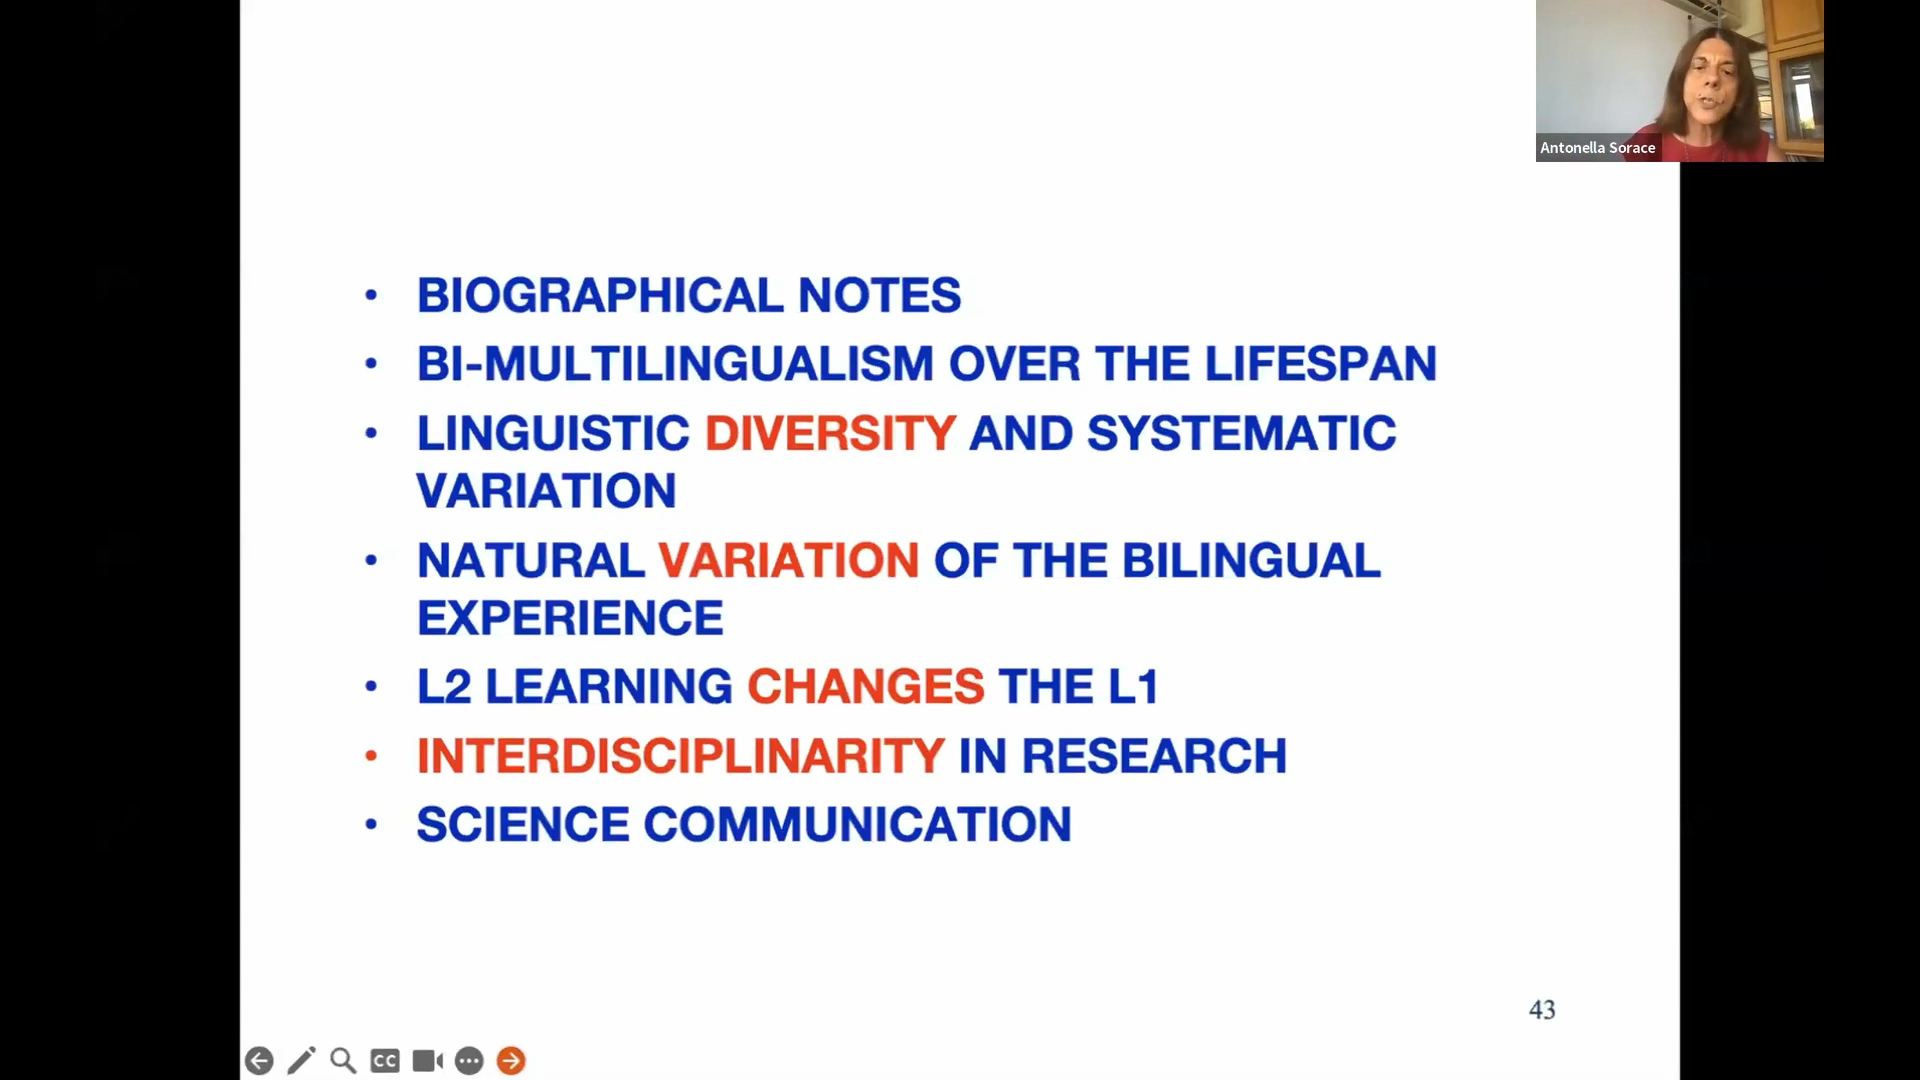 Antonella Sorace
• BIOGRAPHICAL NOTES
• BI-MULTILINGUALISM OVER THE LIFESPAN
• LINGUISTIC DIVERSITY AND SYSTEMATIC
VARIATION
• NATURAL VARIATION OF THE BILINGUAL
EXPERIENCE
• L2 LEARNING CHANGES THE L1
• INTERDISCIPLINARITY IN RESEARCH
• SCIENCE COMMUNICATION
43
CC